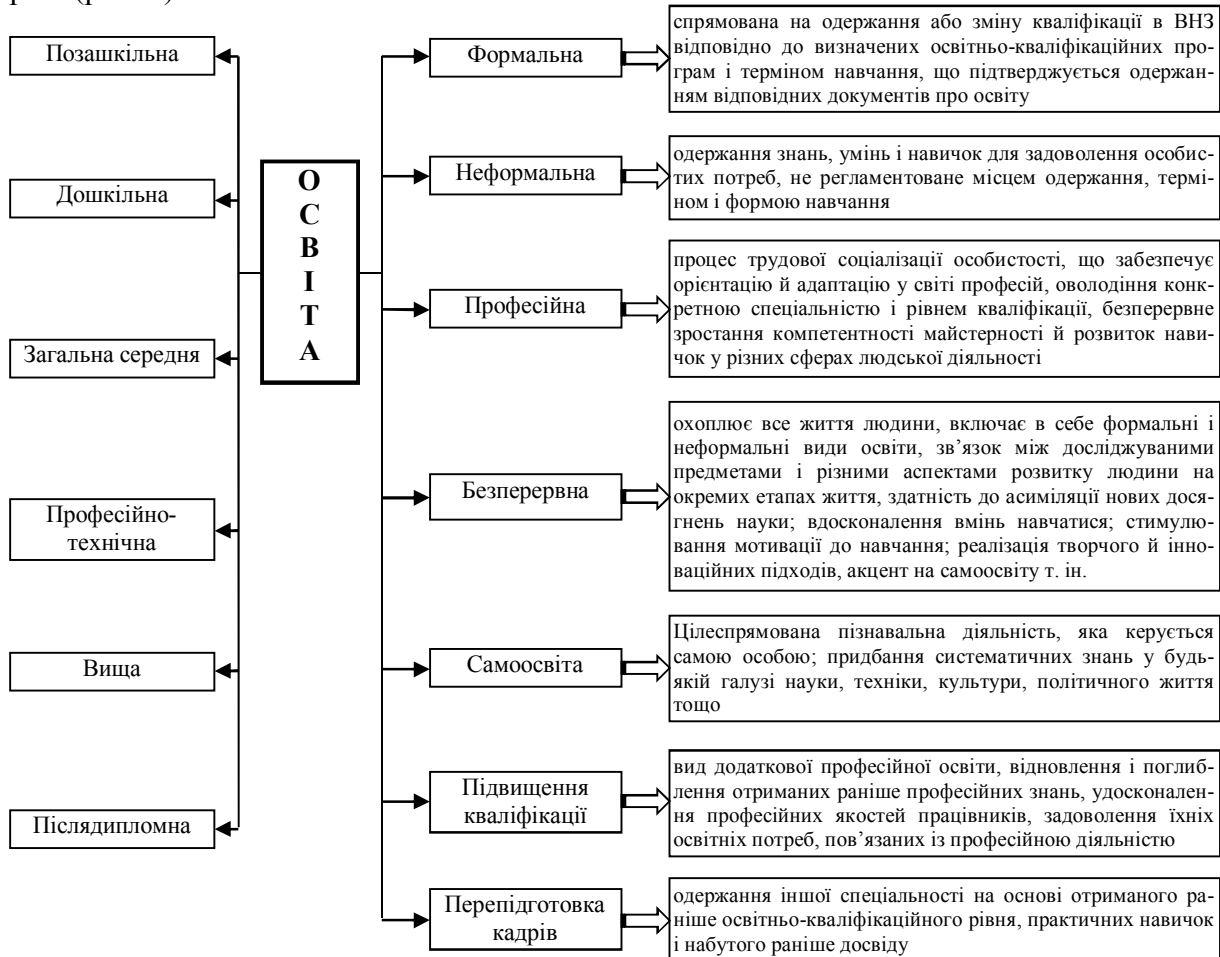 Позашкільна
Дошкільна
Загальна середня
Професійно-
технічна
Вища
Післядипломна
О
С
В
І
Т
А
Формальна
спрямована на одержання або зміну кваліфікації в ВНЗ
відповідно до визначених освітньо-кваліфікаційних про-
грам і терміном навчання, що підтверджується одержан-
ням відповідних документів про освіту
Неформальна
одержання знань, умінь і навичок для задоволення особис-
тих потреб, не регламентоване місцем одержання, термі-
ном і формою навчання
Професійна
процес трудової соціалізації особистості, що забезпечує
орієнтацію й адаптацію у світі професій, оволодіння конк-
ретною спеціальністю і рівнем кваліфікації, безперервне
зростання компетентності майстерності й розвиток нави-
чок у різних сферах людської діяльності
Безперервна
охоплює все життя людини, включає в себе формальні і
неформальні види освіти, зв’язок між досліджуваними
предметами і різними аспектами розвитку людини на
окремих етапах життя, здатність до асиміляції нових дося-
гнень науки; вдосконалення вмінь навчатися; стимулю-
вання мотивації до навчання; реалізація творчого й інно-
ваційних підходів, акцент на самоосвіту т. ін.
Самоосвіта
Цілеспрямована пізнавальна діяльність, яка керується
самою особою; придбання систематичних знань у будь-
якій галузі науки, техніки, культури, політичного життя
тощо
Підвищення
кваліфікації
вид додаткової професійної освіти, відновлення і поглиб-
лення отриманих раніше професійних знань, удосконален-
ня професійних якостей працівників, задоволення їхніх
освітніх потреб, пов’язаних із професійною діяльністю
Перепідготовка
кадрів
одержання іншої спеціальності на основі отриманого ра-
ніше освітньо-кваліфікаційного рівня, практичних навичок
і набутого раніше досвіду